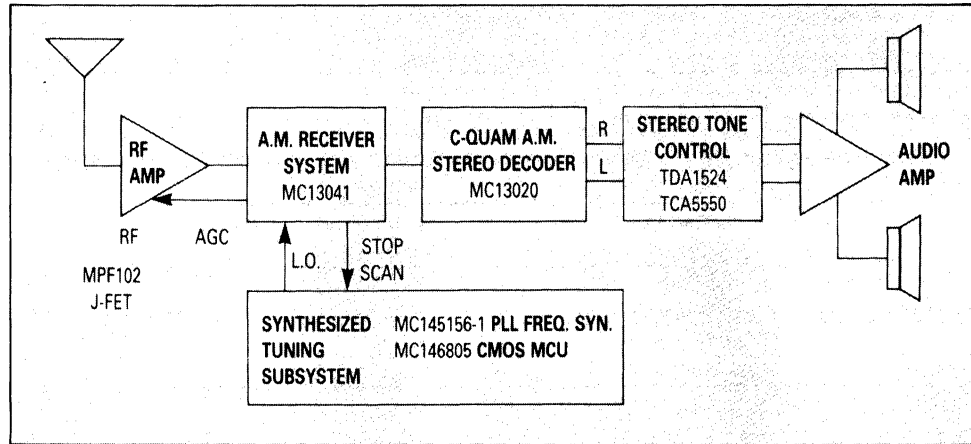 RF
AMP
RF
AGC
MPF102
J-FET
A.M. RECEIVER
SYSTEM
MC13041
L.O.
STOP
SCAN
C-QUAM A.M.
STEREO DECODER
MC13020
R
L
STEREO TONE
CONTROL
TDA1524
TCA5550
AUDIO
AMP
SYNTHESIZED MC145156-1 PLL FREQ. SYN.
TUNING MC146805 CMOS MCU
SUBSYSTEM